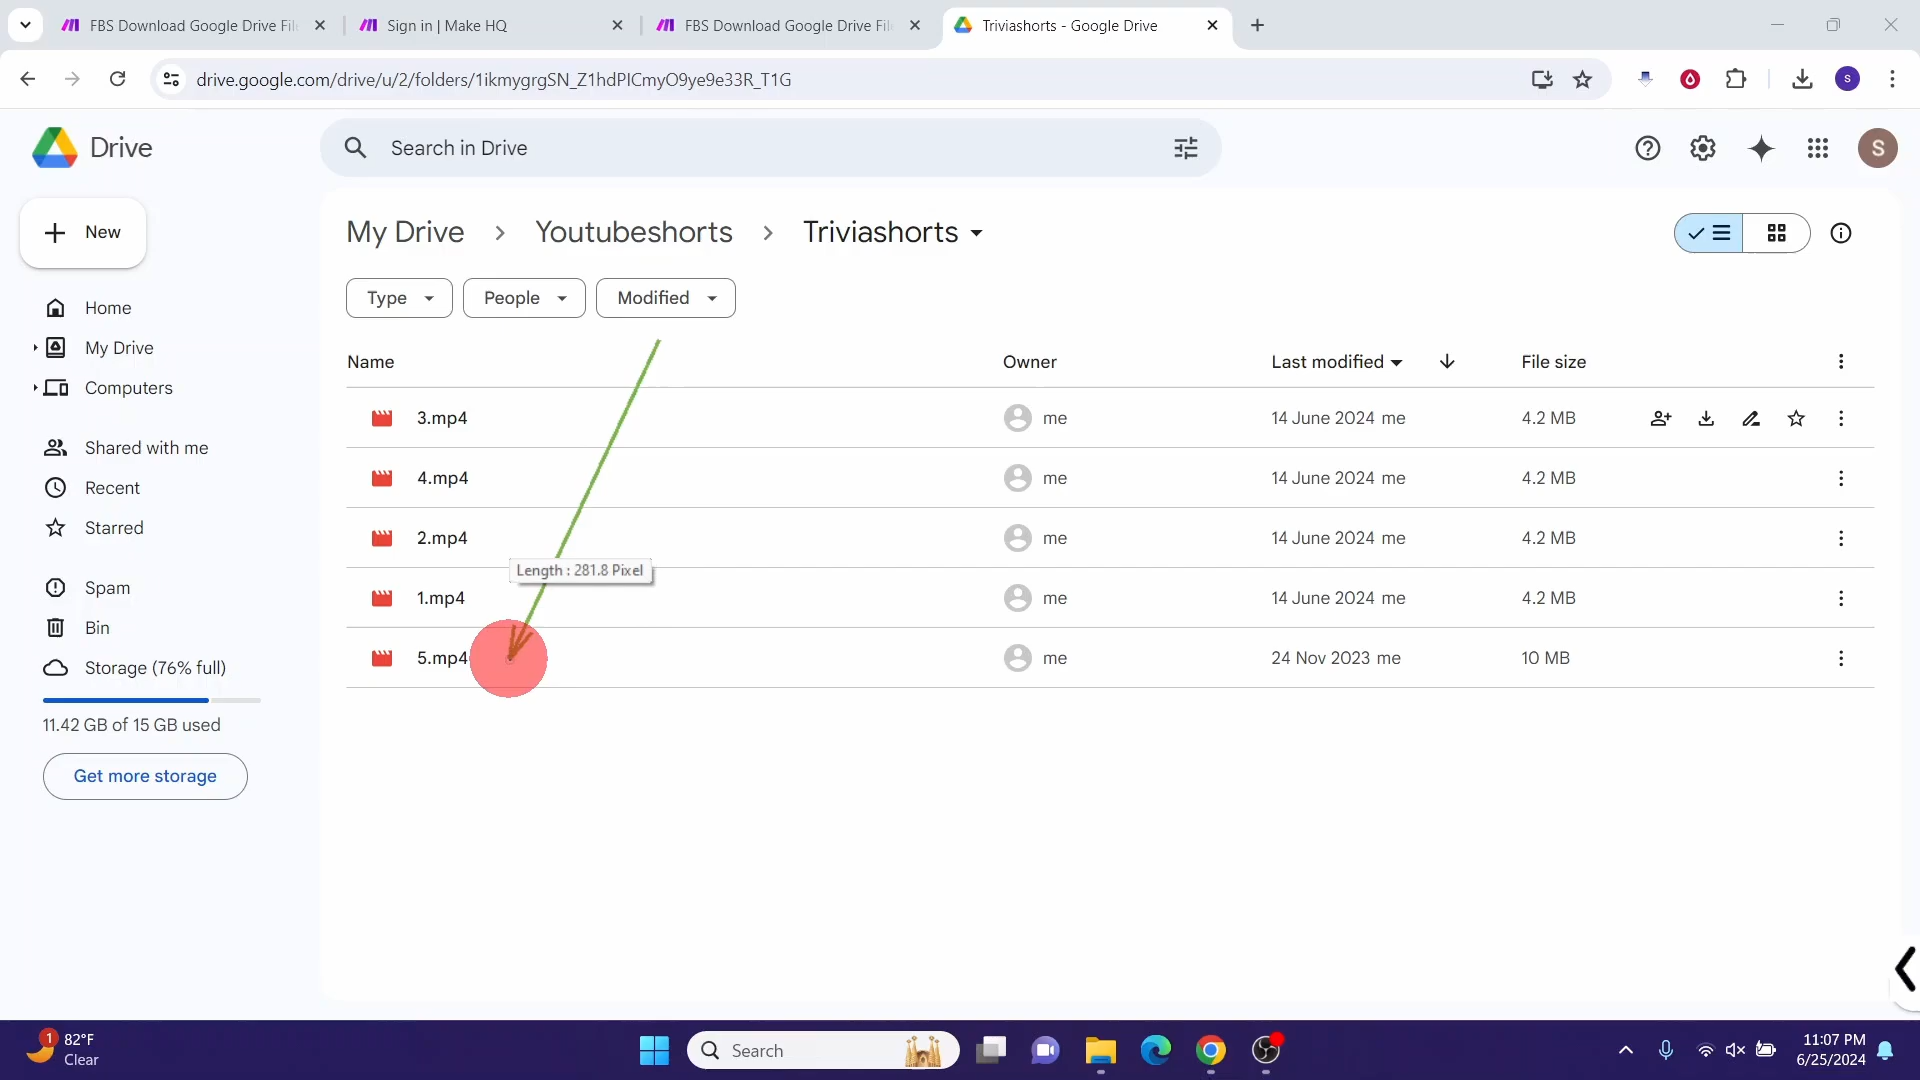 FBS Download Google Drive Fil
Sign in | Make HQ
FBS Download Google Drive File
Triviashorts - Google Drive
drive.google.com/drive/u/2/folders/1ikmygrgSN_Z1hdPICmyO9ye9e33R_T1G
S
Drive
Search in Drive
S
New
My Drive > Youtubeshorts > Triviashorts
Type
People
Modified
Home
My Drive
Computers
Shared with me
Recent
Starred
Spam
Bin
Storage (76% full)
11.42 GB of 15 GB used
Get more storage
Name Owner Last modified File size
3.mp4 me 14 June 2024 me 4.2 MB
4.mp4 me 14 June 2024 me 4.2 MB
2.mp4 me 14 June 2024 me 4.2 MB
Length : 281.8 Pixel
1.mp4 me 14 June 2024 me 4.2 MB
5.mp4 me 24 Nov 2023 me 10 MB
1
82°F
Clear
Search
11:07 PM
6/25/2024